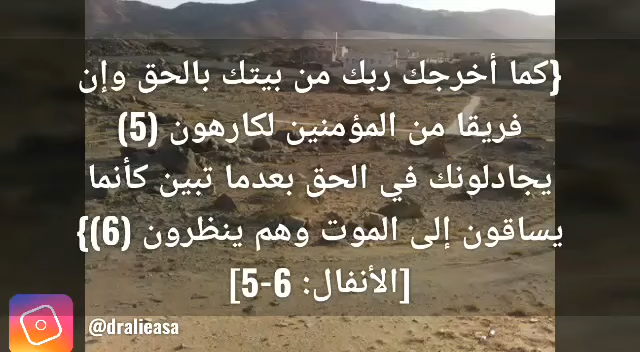 {كما أخرجك ربك من بيتك بالحق وإن
فريقا من المؤمنين لكارهون (5)
يجادلونك في الحق بعدما تبين كأنما
يساقون إلى الموت وهم ينظرون (6)}
[الأنفال: 6-5]
@dralieasa